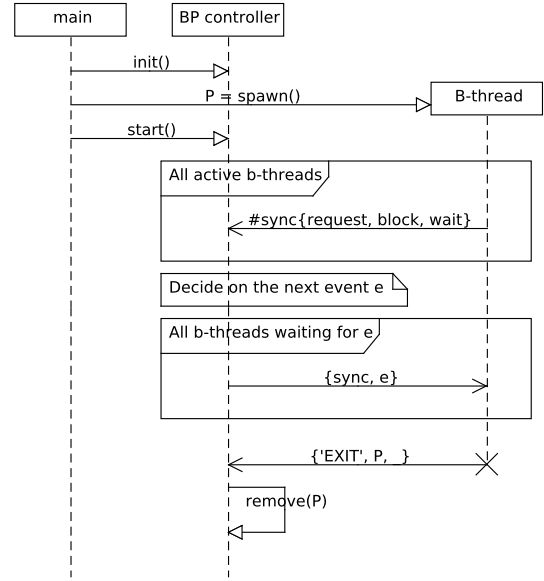 main
BP controller
init()
P = spawn()
B-thread
start()
All active b-threads
#sync{request, block, wait}
Decide on the next event e
All b-threads waiting for e
{sync, e}
{'EXIT', P, _}
remove(P)